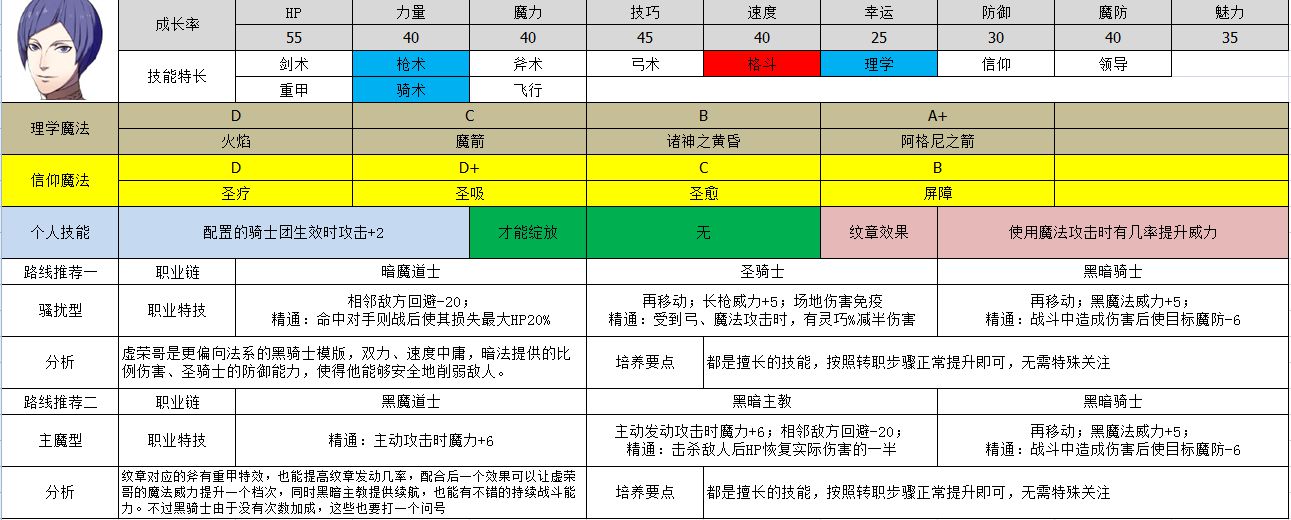 成长率 HP 力量 魔力 技巧 速度 幸运 防御 魔防 魅力
55 40 40 45 40 25 30 40 35
技能特长 剑术 枪术 斧术 弓术 格斗 理学 信仰 领导
重甲 骑术 飞行
理学魔法 D C B A+
火焰 魔箭 诸神之黄昏 阿格尼之箭
信仰魔法 D D+ C B
圣疗 圣吸 圣愈 屏障
个人技能 配置的骑士团生效时攻击+2 才能绽放 无 纹章效果 使用魔法攻击时有几率提升威力
路线推荐一 职业链 暗魔道士 圣骑士 黑暗骑士
骚扰型 职业特技
相邻敌方回避-20；
精通：命中对手则战后使其损失最大HP20%
再移动；长枪威力+5；场地伤害免疫
精通：受到弓、魔法攻击时，有灵巧%减半伤害
再移动；黑魔法威力+5；
精通：战斗中造成伤害后使目标魔防-6
分析
虚荣哥是更偏向法系的黑骑士模版，双力、速度中庸，暗法提供的比
例伤害、圣骑士的防御能力，使得他能够安全地削弱敌人。
培养要点 都是擅长的技能，按照转职步骤正常提升即可，无需特殊关注
路线推荐二 职业链 黑魔道士 黑暗主教 黑暗骑士
主魔型 职业特技 精通：主动攻击时魔力+6
主动发动攻击时魔力+6；相邻敌方回避-20；
精通：击杀敌人后HP恢复实际伤害的一半
再移动；黑魔法威力+5；
精通：战斗中造成伤害后使目标魔防-6
分析
纹章对应的斧有重甲特效，也能提高纹章发动几率，配合后一个效果可以让虚荣
哥的魔法威力提升一个档次，同时黑暗主教提供续航，也能有不错的持续战斗能
力。不过黑骑士由于没有次数加成，这些也要打一个问号
培养要点 都是擅长的技能，按照转职步骤正常提升即可，无需特殊关注